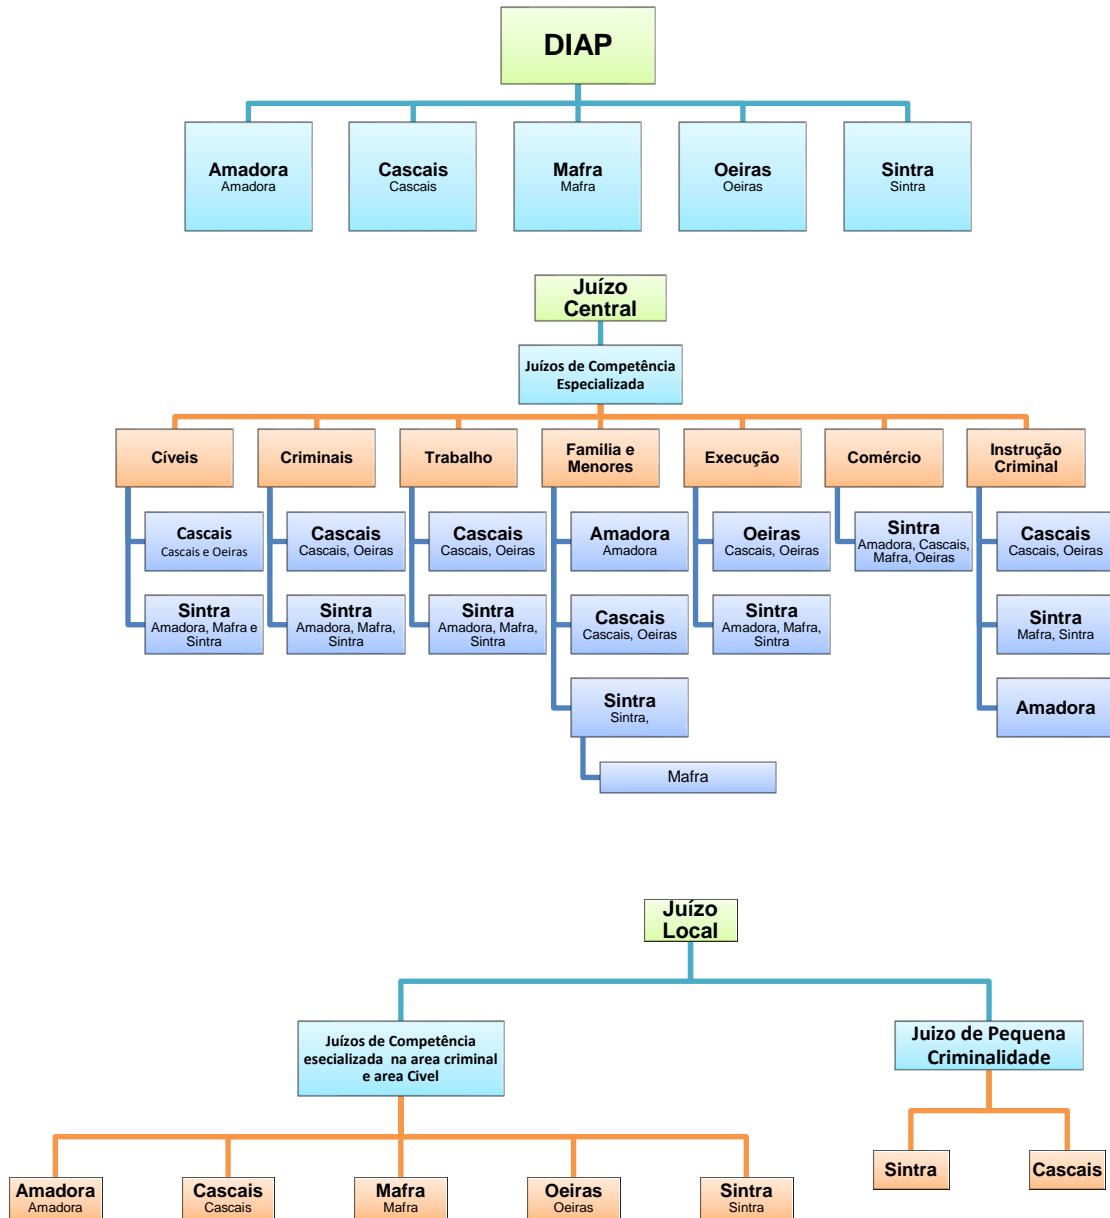 DIAP
Amadora
Amadora
Cascais
Cascais
Mafra
Mafra
Oeiras
Oeiras
Sintra
Sintra
Juízo
Central
Juízos de Competência
Especializada
Cíveis
Criminais
Trabalho
Familia e
Menores
Execução
Comércio
Instrução
Criminal
Cascais
Cascais e Oeiras
Cascais
Cascais, Oeiras
Cascais
Cascais, Oeiras
Amadora
Amadora
Oeiras
Cascais, Oeiras
Sintra
Amadora, Cascais,
Mafra, Oeiras
Cascais
Cascais, Oeiras
Sintra
Amadora, Mafra e
Sintra
Sintra
Amadora, Mafra,
Sintra
Sintra
Amadora, Mafra,
Sintra
Cascais
Cascais, Oeiras
Sintra
Amadora, Mafra,
Sintra
Sintra
Mafra, Sintra
Sintra
Sintra,
Amadora
Mafra
Juízo
Local
Juízos de Competência
esecializada na area criminal
e area Civel
Juizo de Pequena
Criminalidade
Sintra
Cascais
Amadora
Amadora
Cascais
Cascais
Mafra
Mafra
Oeiras
Oeiras
Sintra
Sintra